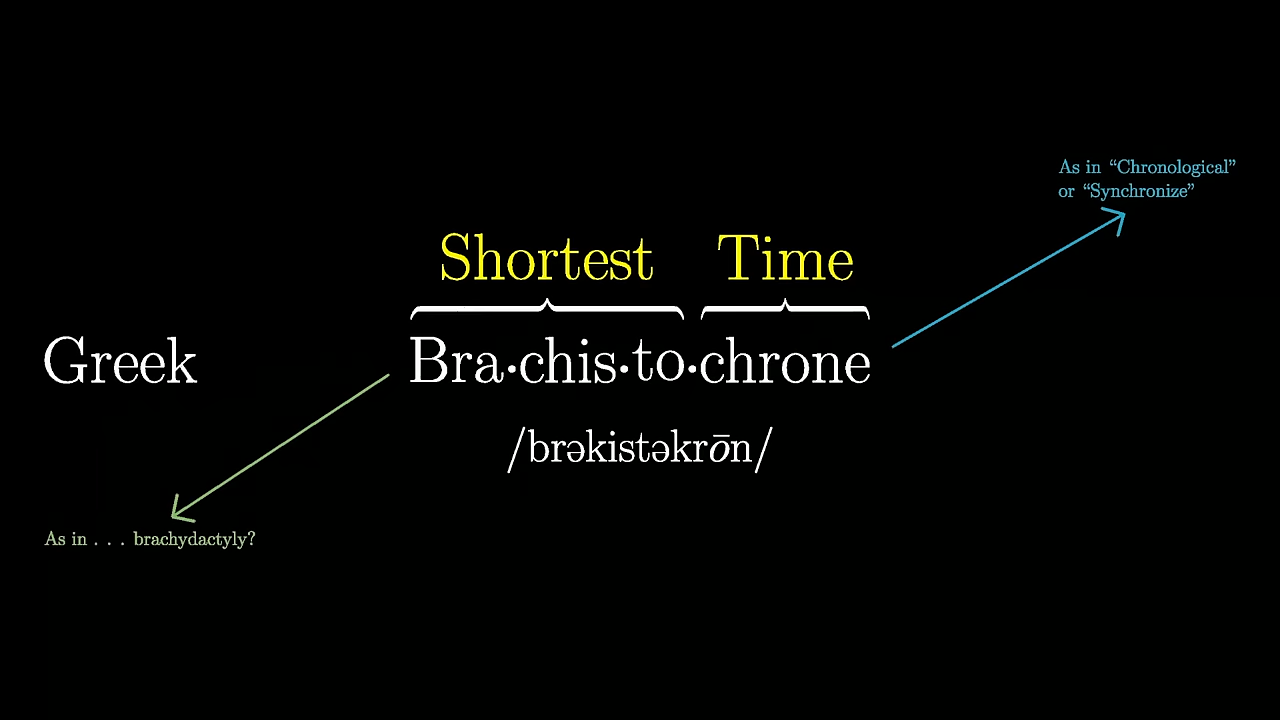 As in “Chronological”
or “Synchronize”
Shortest Time
Greek Bra·chis·to·chrone
/brəkistəkrōn/
As in . . . brachydactyly?